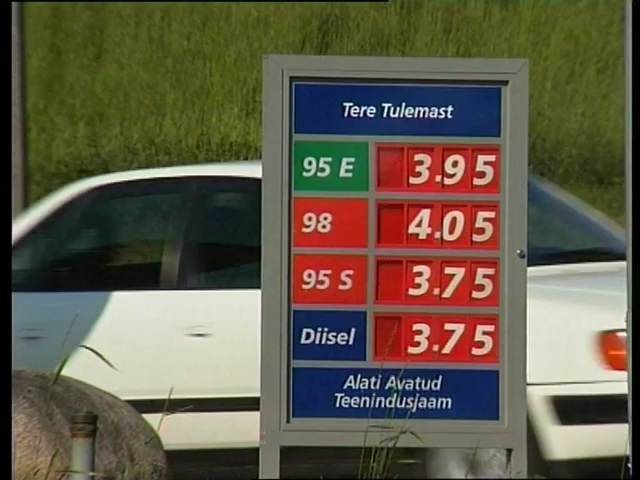 Tere Tulemast
95 E 3.95
98 4.05
95 S 3.75
Diisel 3.75
Alati Avatud
Teenindusjaam